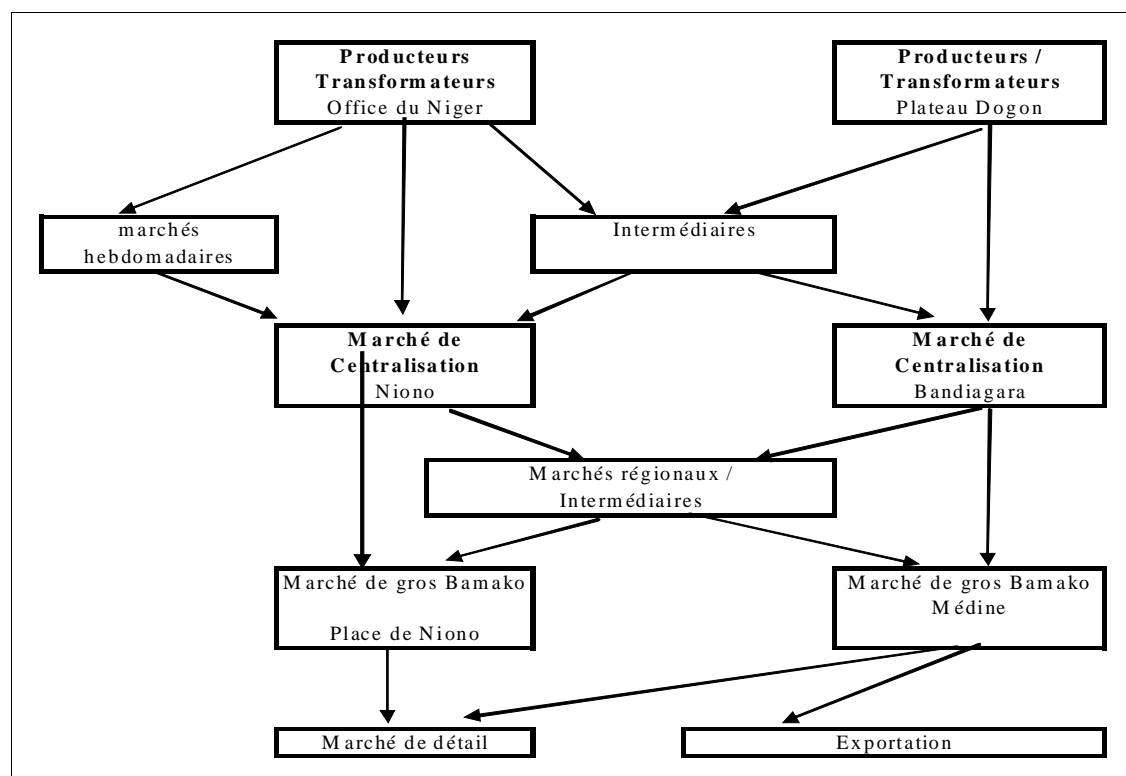 Producteurs
Transformateurs
Office du Niger
Producteurs /
Transformateurs
Plateau Dogon
marchés
hebdomadaires
Intermédiaires
Marché de
Centralisation
Niono
Marché de
Centralisation
Bandiagara
Marchés régionaux /
Intermédiaires
Marché de gros Bamako
Place de Niono
Marché de gros Bamako
Médine
Marché de détail
Exportation